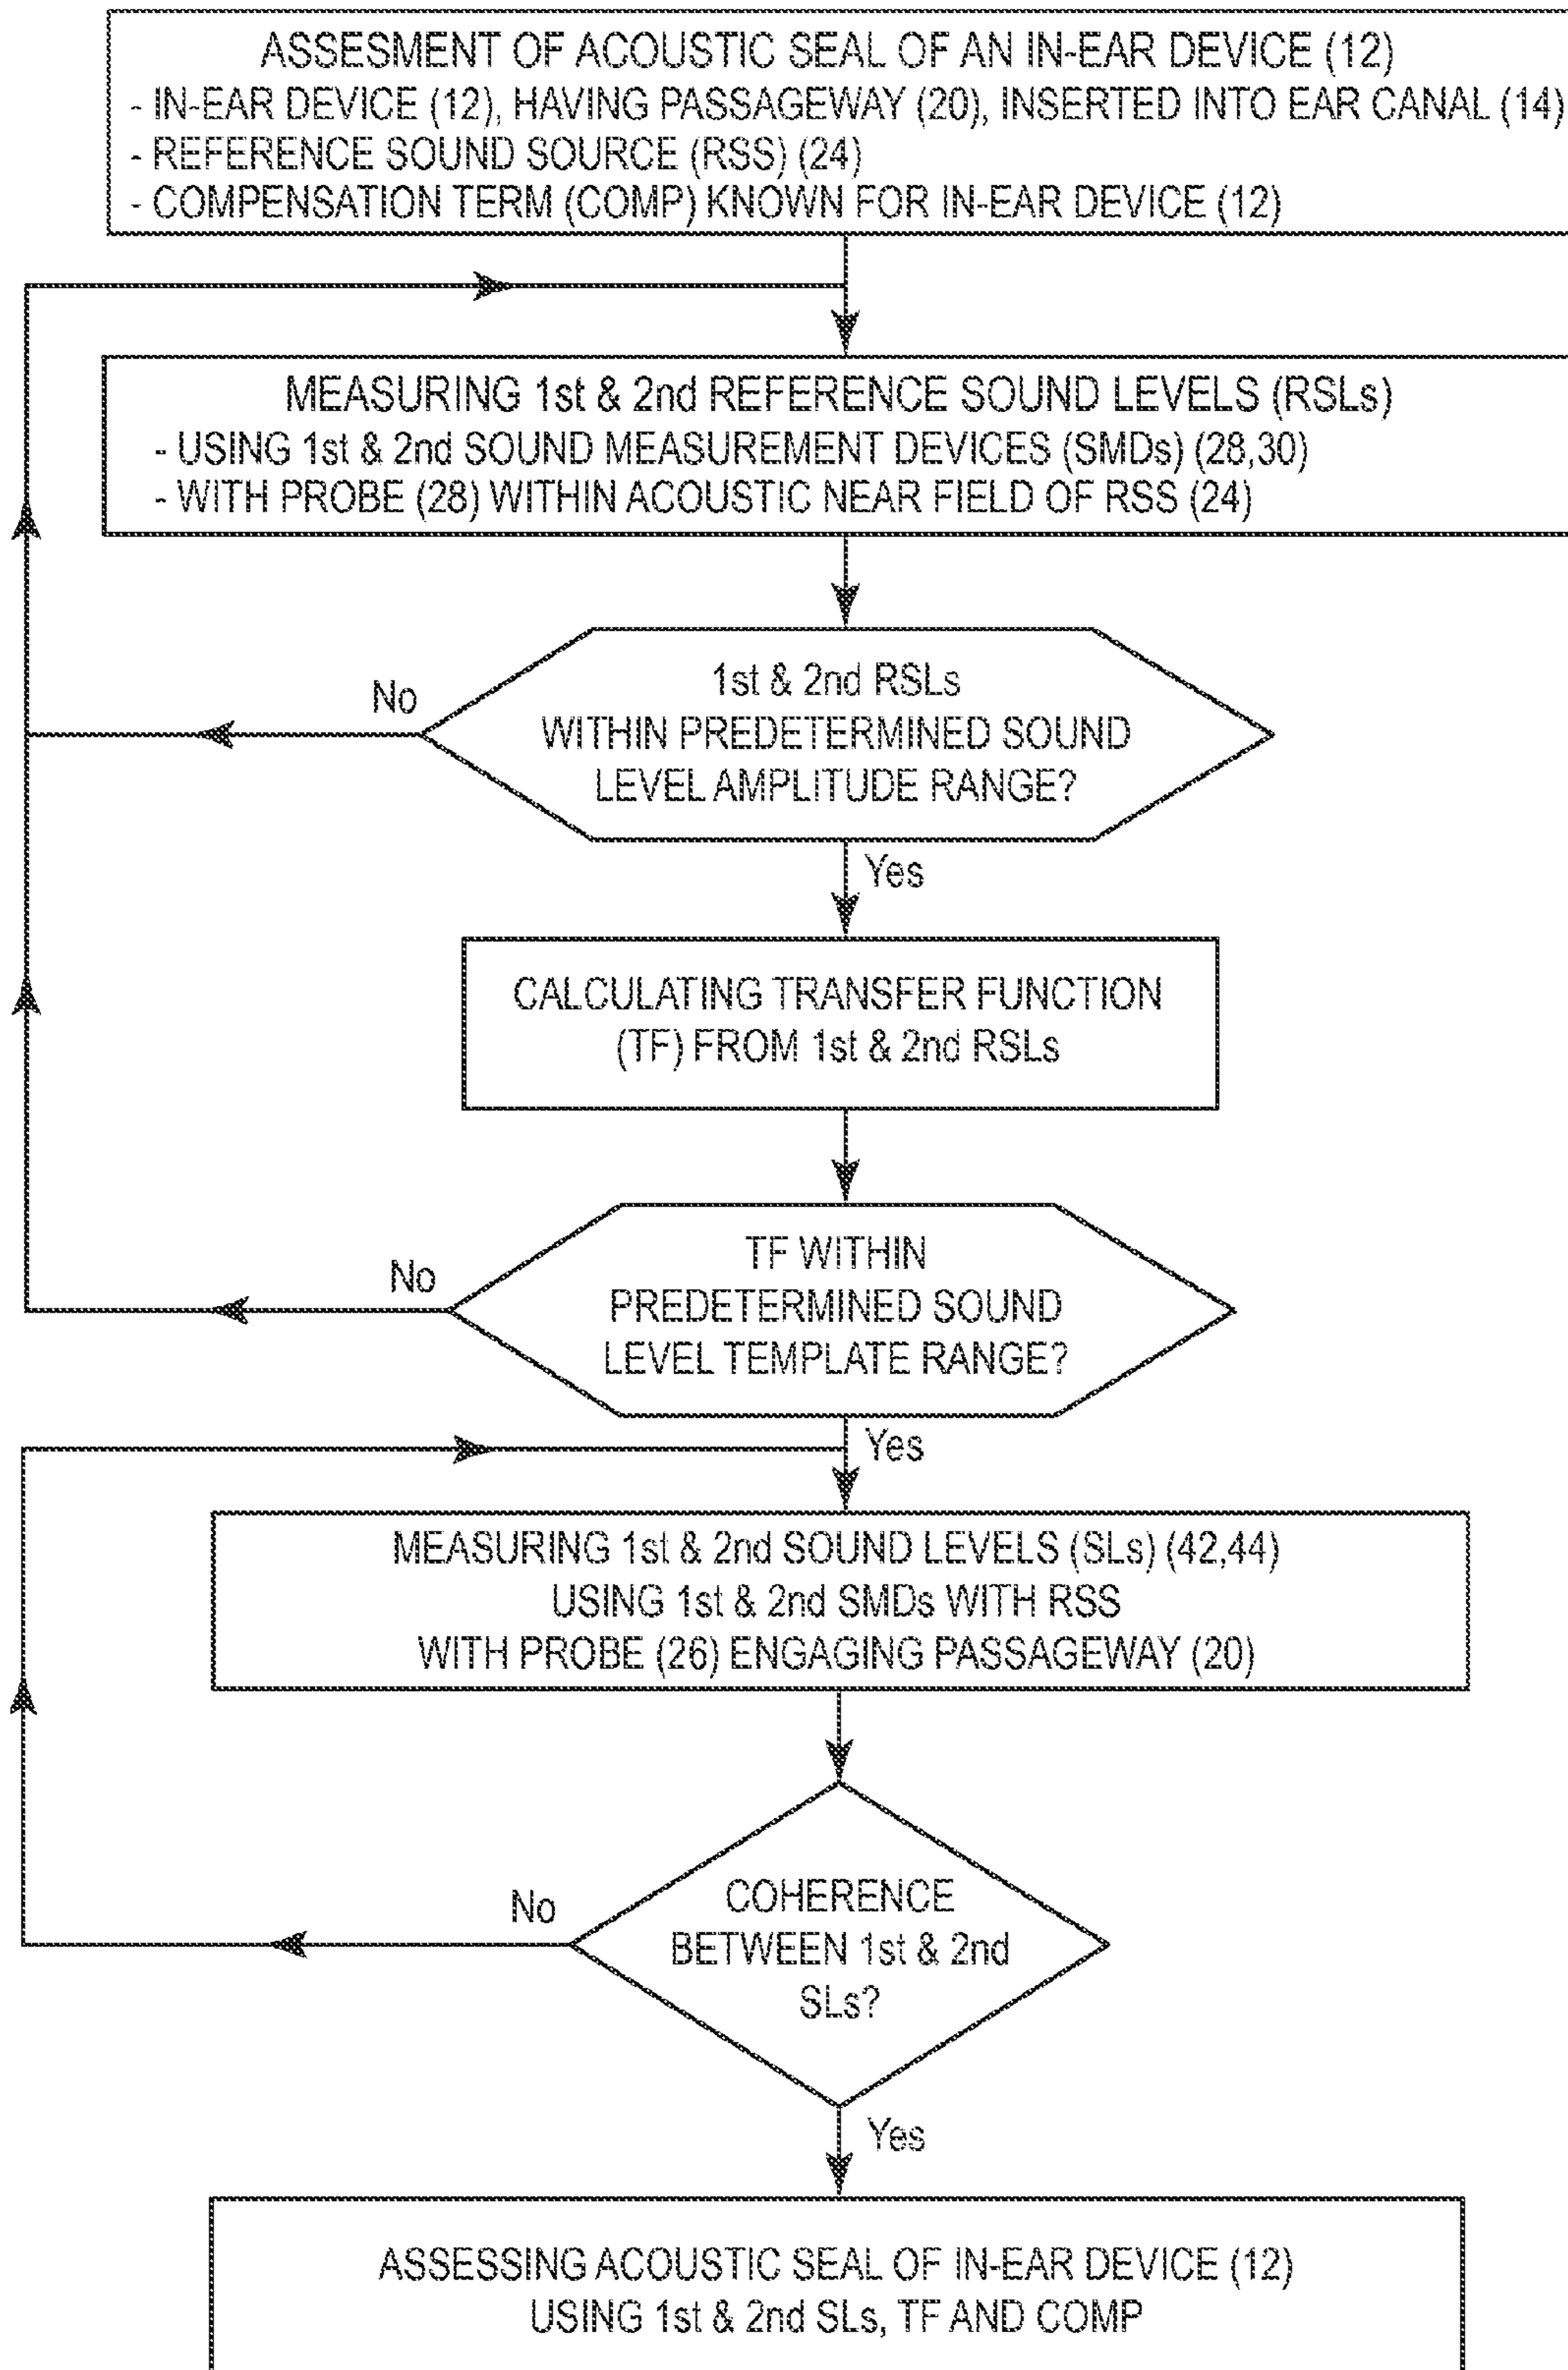 ASSESMENT OF ACOUSTIC SEAL OF AN IN-EAR DEVICE (12)
- IN-EAR DEVICE (12), HAVING PASSAGEWAY (20), INSERTED INTO EAR CANAL (14)
- REFERENCE SOUND SOURCE (RSS) (24)
- COMPENSATION TERM (COMP) KNOWN FOR IN-EAR DEVICE (12)
MEASURING 1st & 2nd REFERENCE SOUND LEVELS (RSLs)
- USING 1st & 2nd SOUND MEASUREMENT DEVICES (SMDs) (28,30)
- WITH PROBE (28) WITHIN ACOUSTIC NEAR FIELD OF RSS (24)
1st & 2nd RSLs
WITHIN PREDETERMINED SOUND
LEVEL AMPLITUDE RANGE?
No
Yes
CALCULATING TRANSFER FUNCTION
(TF) FROM 1st & 2nd RSLs
TF WITHIN
PREDETERMINED SOUND
LEVEL TEMPLATE RANGE?
No
Yes
MEASURING 1st & 2nd SOUND LEVELS (SLs) (42,44)
USING 1st & 2nd SMDs WITH RSS
WITH PROBE (26) ENGAGING PASSAGEWAY (20)
COHERENCE
BETWEEN 1st & 2nd
SLs?
No
Yes
ASSESSING ACOUSTIC SEAL OF IN-EAR DEVICE (12)
USING 1st & 2nd SLs, TF AND COMP